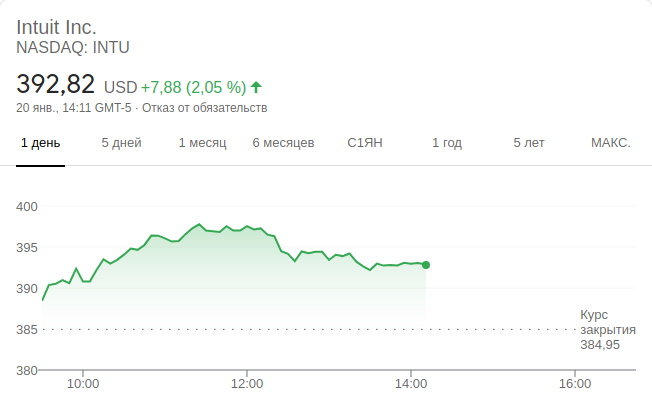 Intuit Inc.
NASDAQ: INTU
392,82 USD +7,88 (2,05 %)
20 янв., 14:11 GMT-5 · Отказ от обязательств
1 день 5 дней 1 месяц 6 месяцев С1ЯН 1 год 5 лет МАКС.
400
395
390
385
380
Курс
закрытия
384,95
10:00 12:00 14:00 16:00